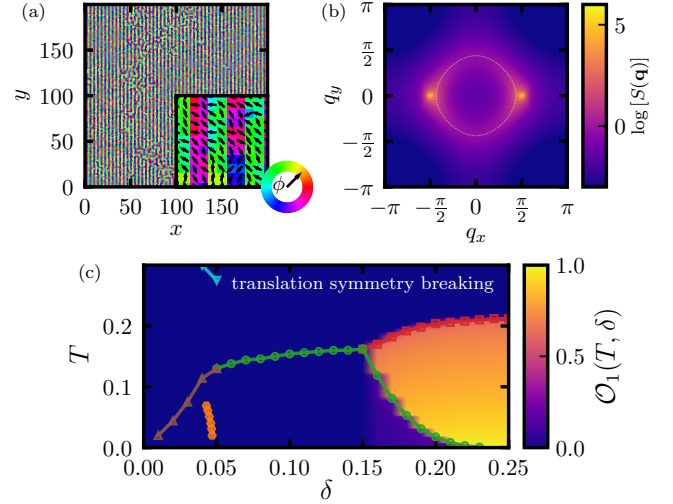 (a)
y
150
100
50
0
0 50 100 150
x
ϕ
(b)
q_y
π
π/2
0
−π/2
−π
−π −π/2 0 π/2 π
q_x
5
0
log [S(q)]
(c)
translation symmetry breaking
T
0.2
0.1
0.0
0.00 0.05 0.10 0.15 0.20 0.25
δ
1.0
0.5
0.0
𝒪₁(T, δ)